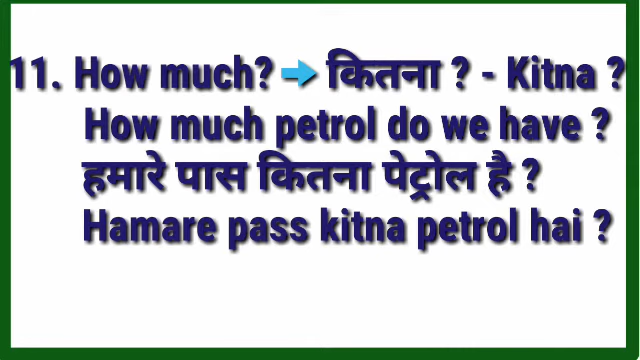 11. How much? ➡ कितना ? - Kitna ?
How much petrol do we have ?
हमारे पास कितना पेट्रोल है ?
Hamare pass kitna petrol hai ?